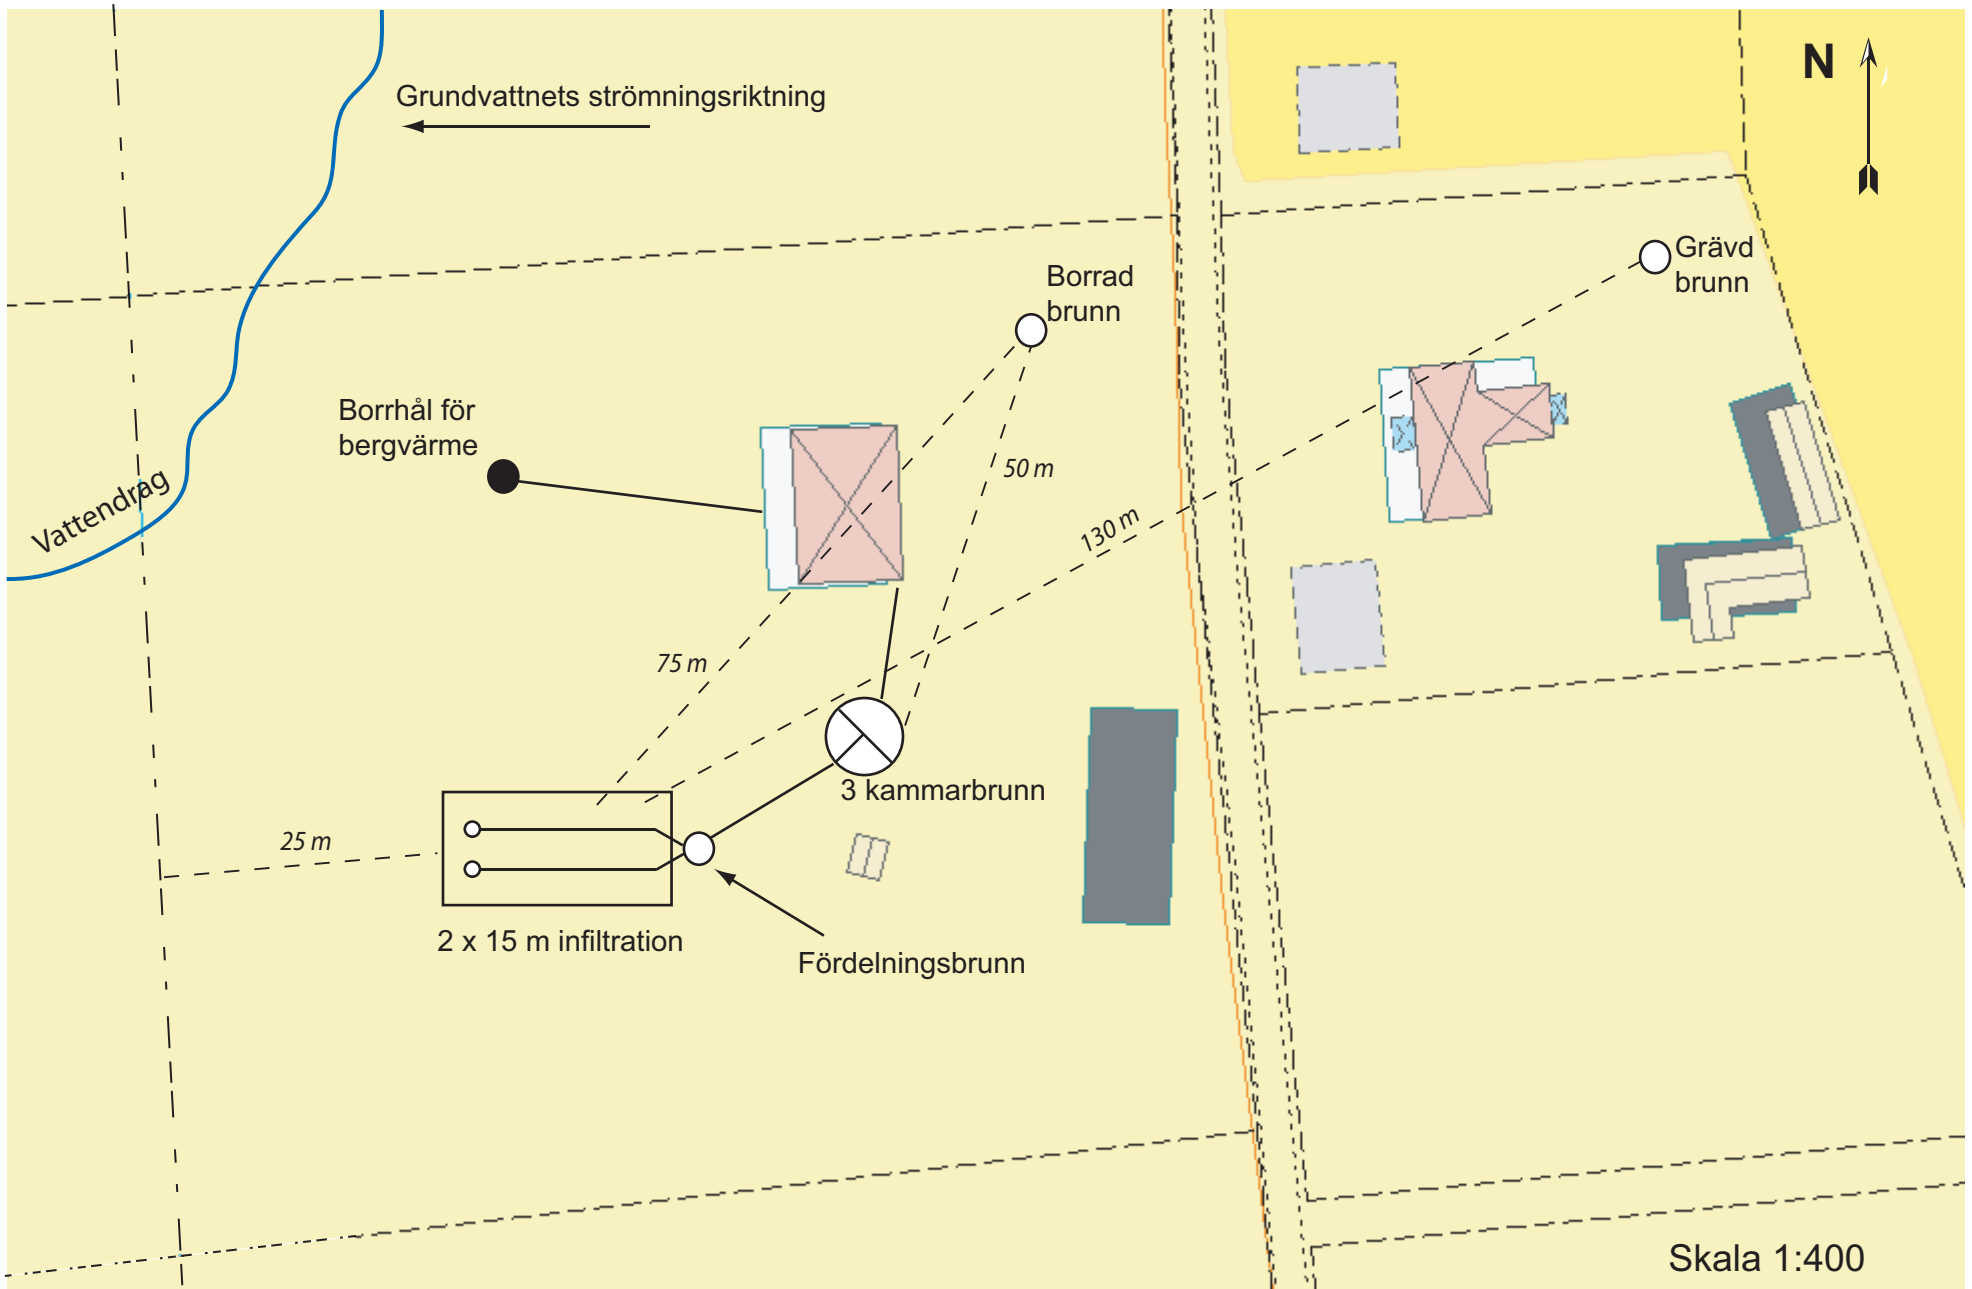 N
Grundvattnets strömningsriktning
Grävd
brunn
Borrad
brunn
Borrhål för
bergvärme
50 m
Vattendrag
130 m
75 m
3 kammarbrunn
25 m
2 x 15 m infiltration
Fördelningsbrunn
Skala 1:400